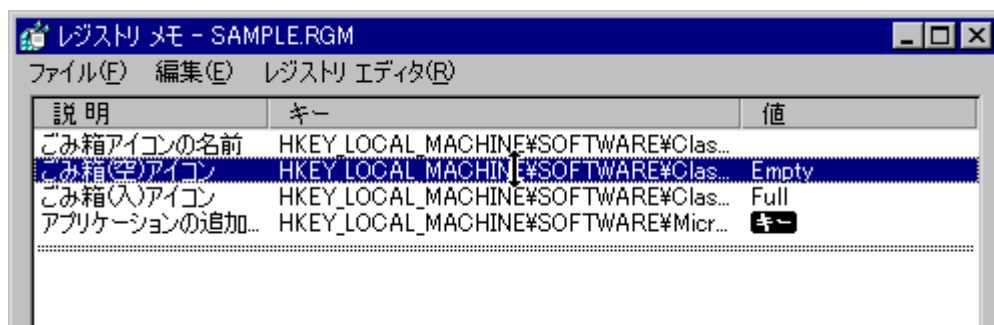 レジストリ メモ - SAMPLE.RGM
ファイル(F) 編集(E) レジストリ エディタ(R)
説明 キー 値
ごみ箱アイコンの名前 HKEY_LOCAL_MACHINE¥SOFTWARE¥Clas...
ごみ箱(空)アイコン HKEY_LOCAL_MACHINE¥SOFTWARE¥Clas... Empty
ごみ箱(入)アイコン HKEY_LOCAL_MACHINE¥SOFTWARE¥Clas... Full
アプリケーションの追加... HKEY_LOCAL_MACHINE¥SOFTWARE¥Micr... キー